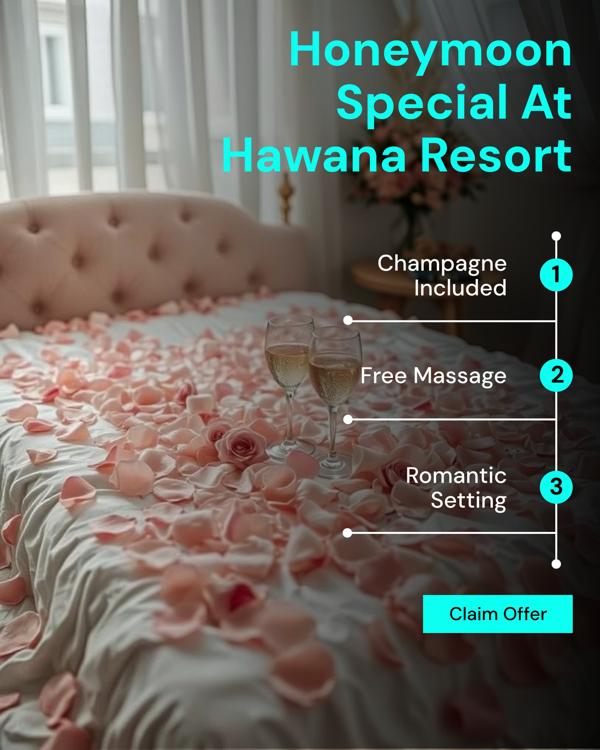 Honeymoon
Special At
Hawana Resort
Champagne
Included
1
Free Massage
2
Romantic
Setting
3
Claim Offer